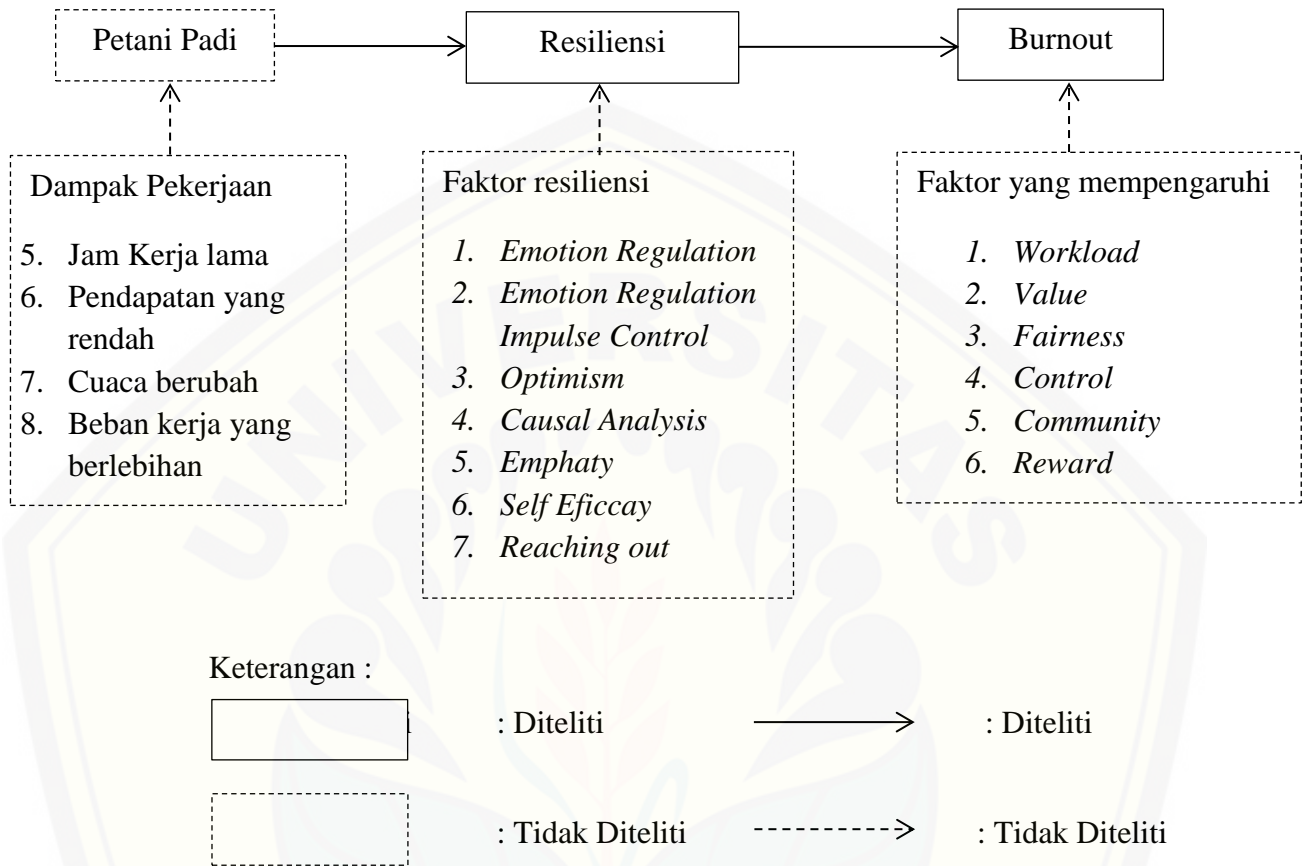 Petani Padi
Resiliensi
Burnout
Dampak Pekerjaan
5. Jam Kerja lama
6. Pendapatan yang
rendah
7. Cuaca berubah
8. Beban kerja yang
berlebihan
Faktor resiliensi
1. Emotion Regulation
2. Emotion Regulation
Impulse Control
3. Optimism
4. Causal Analysis
5. Emphaty
6. Self Eficcay
7. Reaching out
Faktor yang mempengaruhi
1. Workload
2. Value
3. Fairness
4. Control
5. Community
6. Reward
Keterangan :
: Diteliti
: Diteliti
: Tidak Diteliti
: Tidak Diteliti
UNIVERSITAS